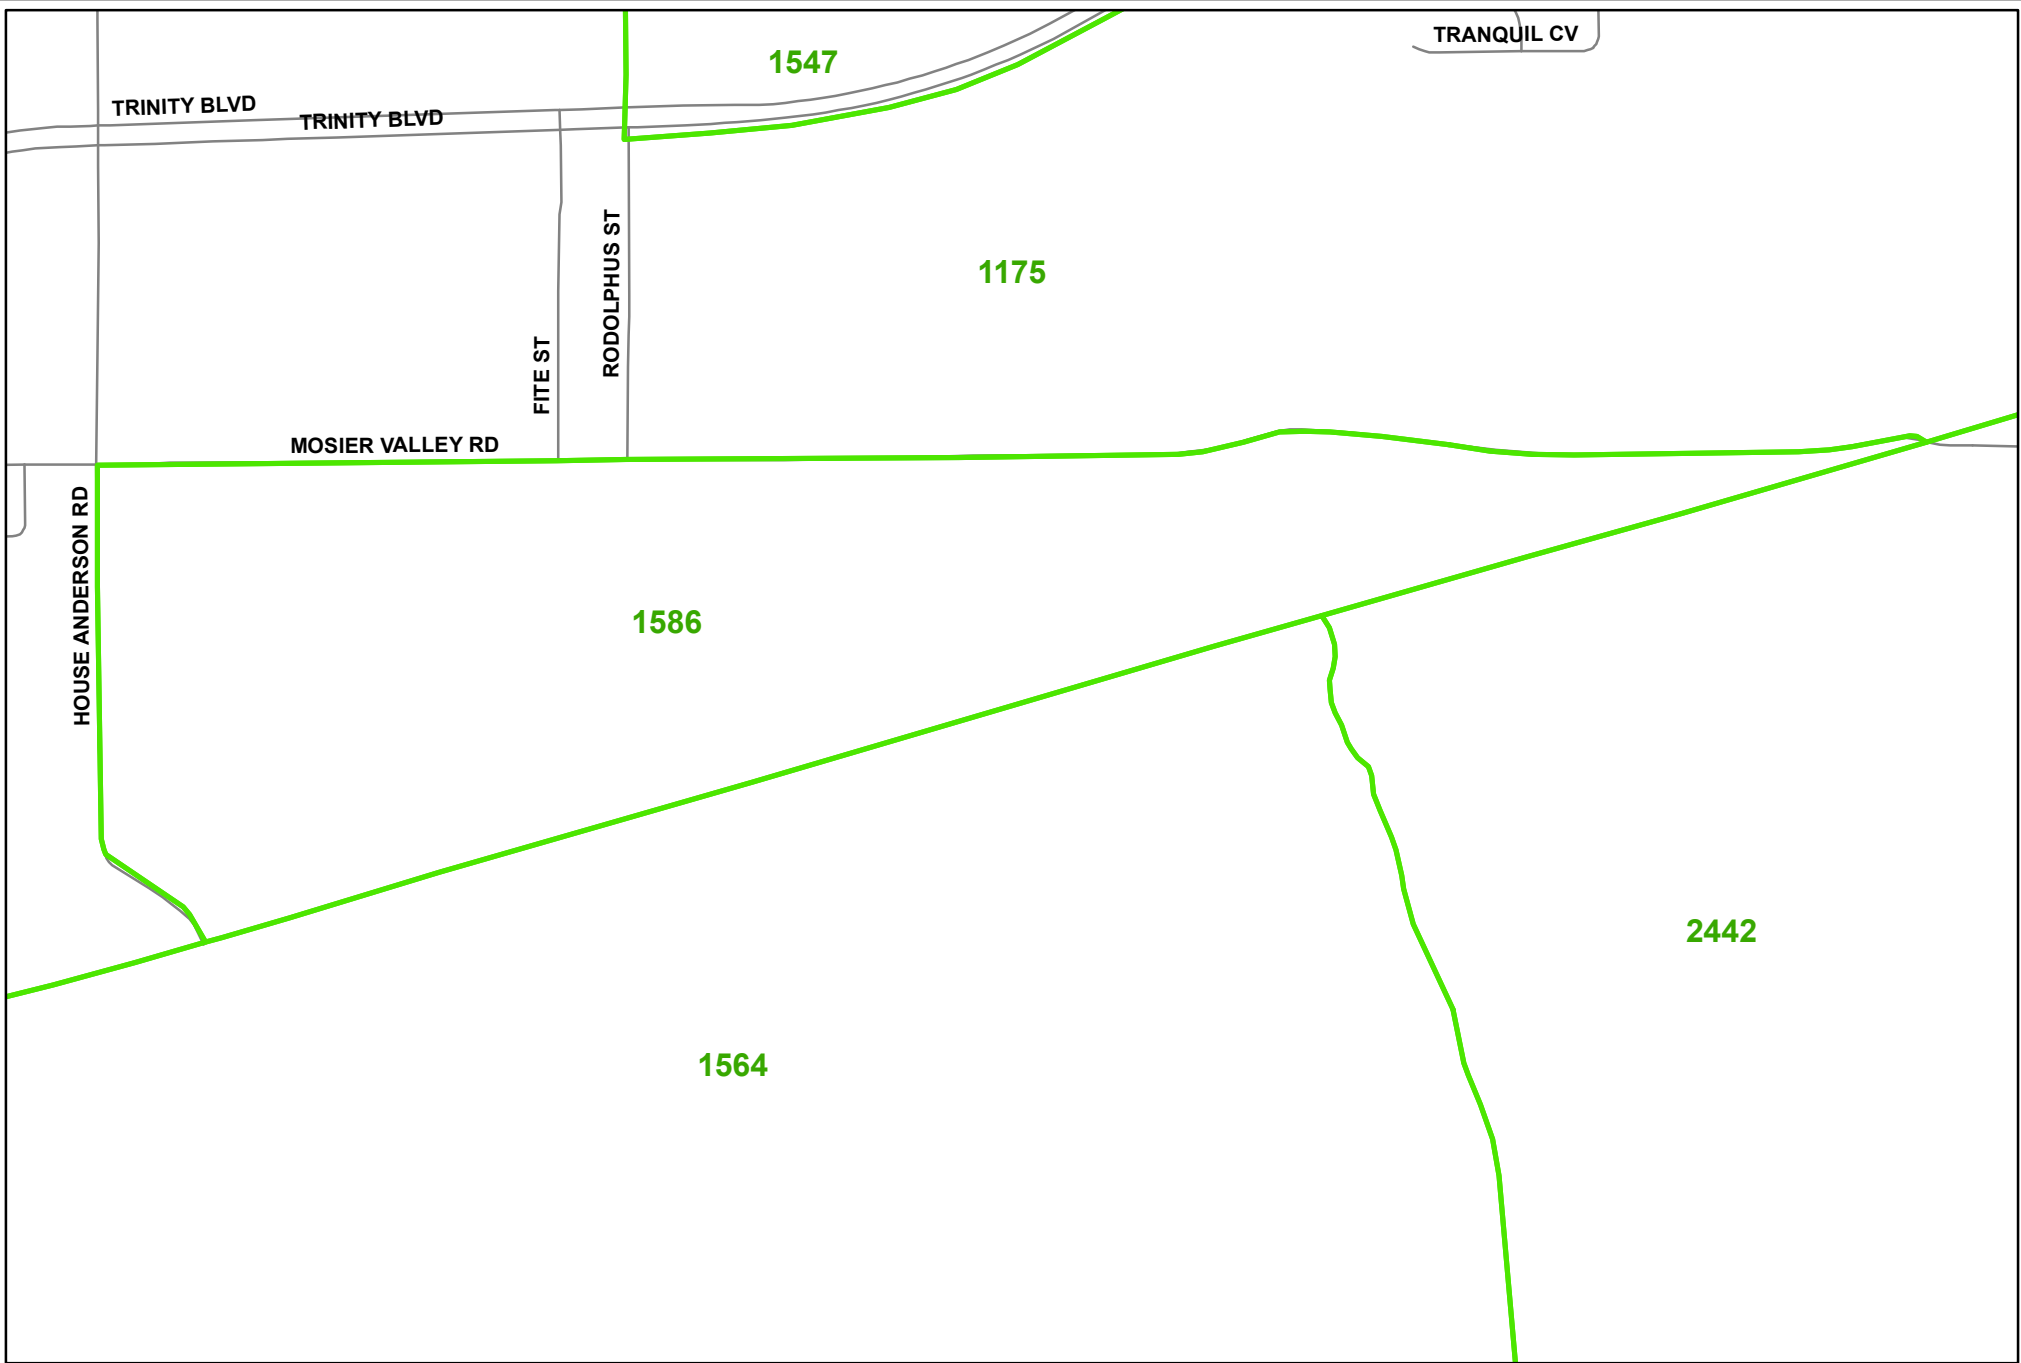 TRANQUIL CV
1547
TRINITY BLVD
TRINITY BLVD
RODOLPHUS ST
1175
FITE ST
MOSIER VALLEY RD
HOUSE ANDERSON RD
1586
2442
1564